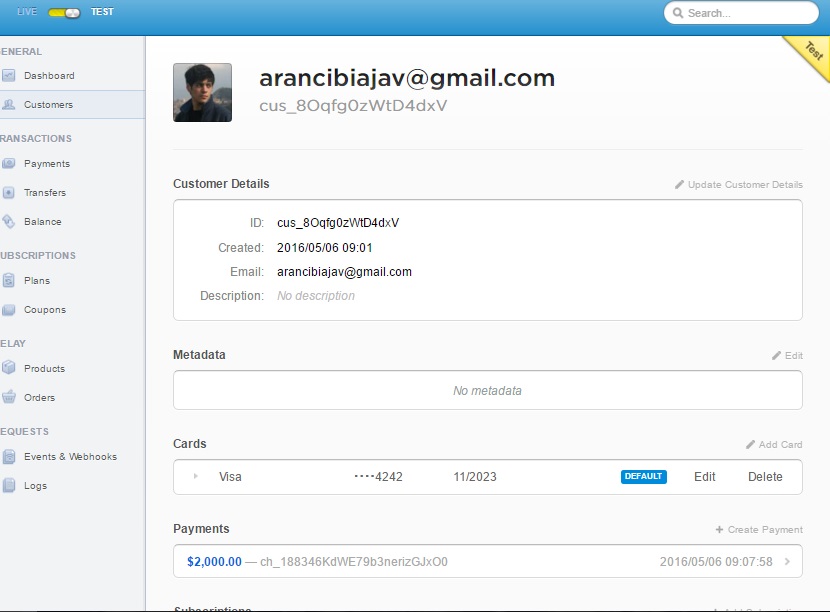 LIVE TEST Search...
Test
ENERAL
Dashboard
Customers
RANSACTIONS
Payments
Transfers
Balance
UBSCRIPTIONS
Plans
Coupons
ELAY
Products
Orders
EQUESTS
Events & Webhooks
Logs
arancibiajav@gmail.com
cus_8Oqfg0zWtD4dxV
Customer Details Update Customer Details
ID: cus_8Oqfg0zWtD4dxV
Created: 2016/05/06 09:01
Email: arancibiajav@gmail.com
Description: No description
Metadata Edit
No metadata
Cards Add Card
Visa ····4242 11/2023 DEFAULT Edit Delete
Payments + Create Payment
$2,000.00 — ch_188346KdWE79b3nerizGJxO0 2016/05/06 09:07:58
Subscriptions